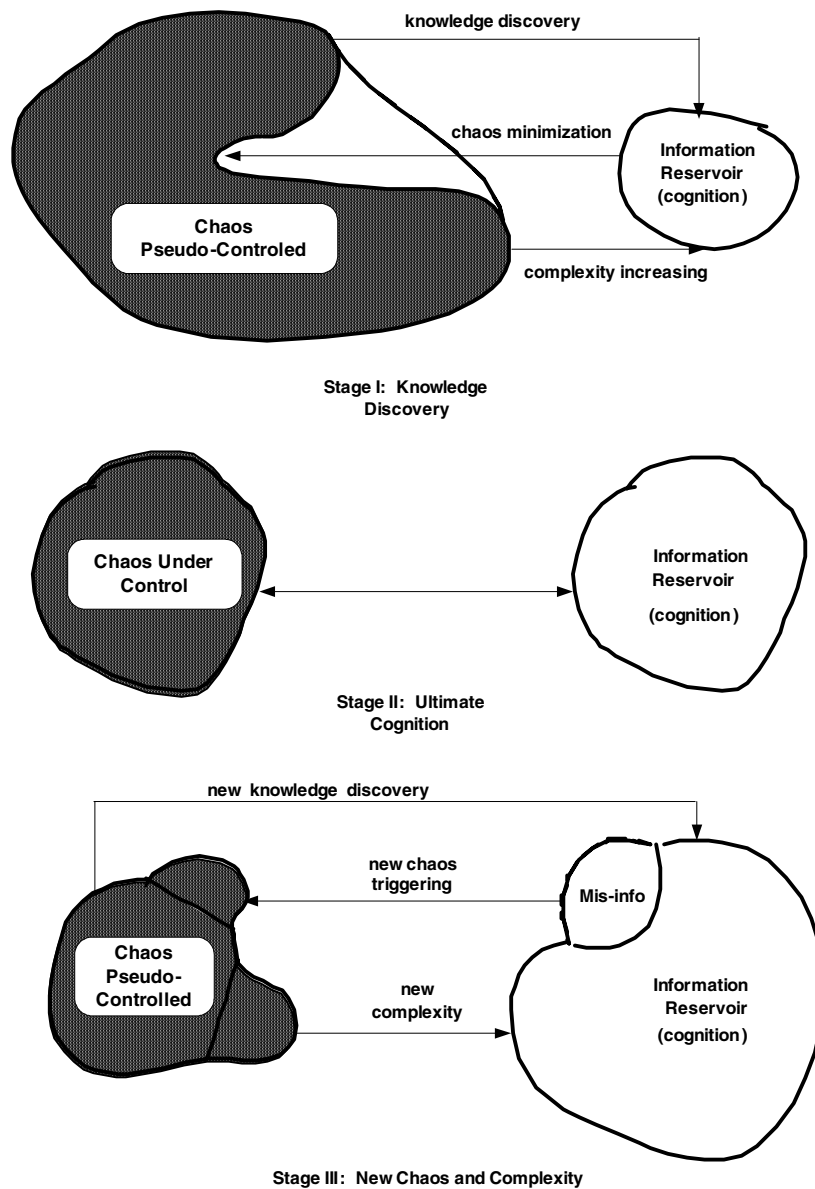 knowledge discovery
chaos minimization
Information
Reservoir
(cognition)
Chaos
Pseudo-Controled
complexity increasing
Stage I: Knowledge
Discovery
Chaos Under
Control
Information
Reservoir
(cognition)
Stage II: Ultimate
Cognition
new knowledge discovery
new chaos
triggering
Mis-info
Chaos
Pseudo-
Controlled
new
complexity
Information
Reservoir
(cognition)
Stage III: New Chaos and Complexity